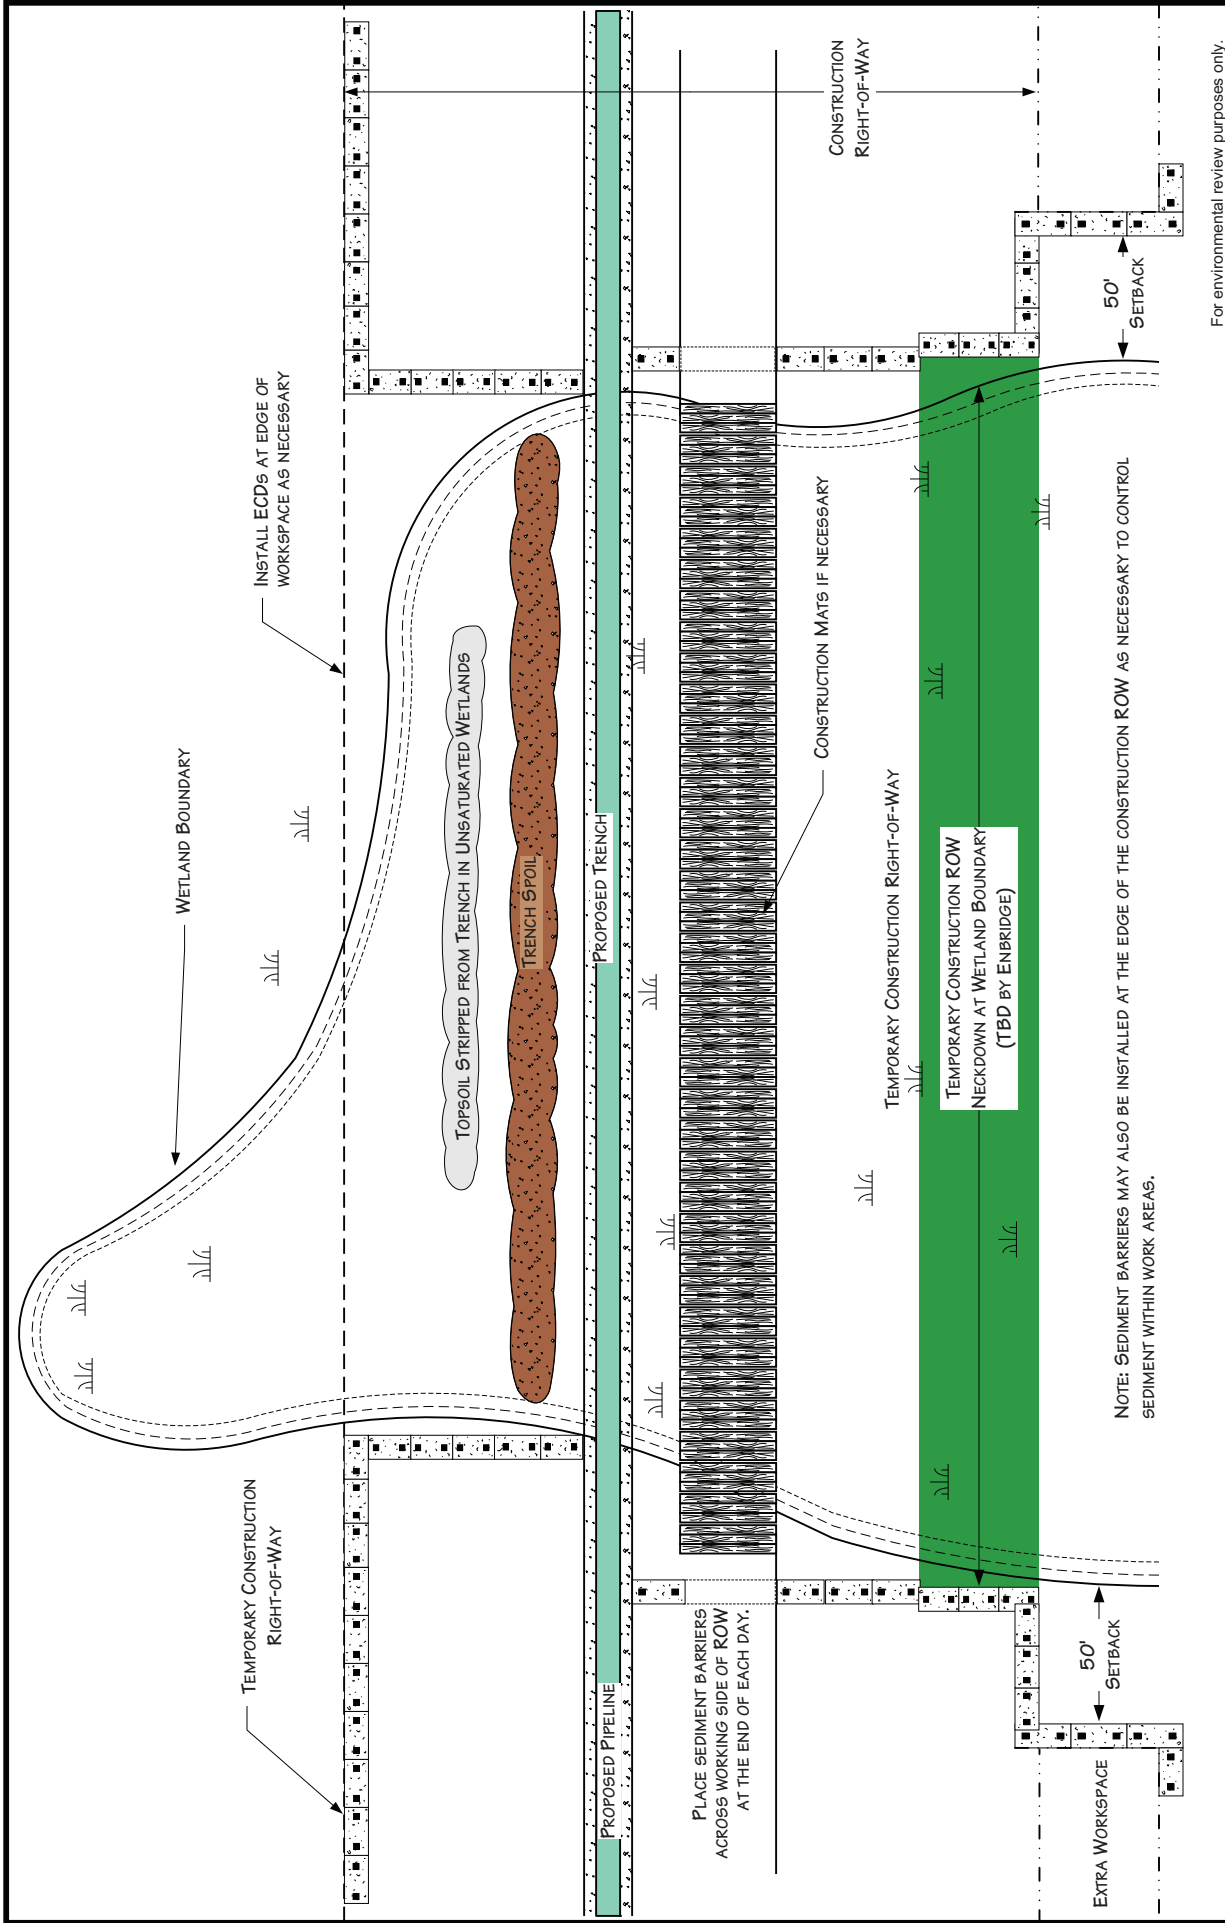 WETLAND BOUNDARY
INSTALL ECDS AT EDGE OF
WORKSPACE AS NECESSARY
TEMPORARY CONSTRUCTION
RIGHT-OF-WAY
TOPSOIL STRIPPED FROM TRENCH IN UNSATURATED WETLANDS
TRENCH SPOIL
PROPOSED PIPELINE
PROPOSED TRENCH
PLACE SEDIMENT BARRIERS
ACROSS WORKING SIDE OF ROW
AT THE END OF EACH DAY.
CONSTRUCTION MATS IF NECESSARY
CONSTRUCTION
RIGHT-OF-WAY
TEMPORARY CONSTRUCTION RIGHT-OF-WAY
TEMPORARY CONSTRUCTION ROW
NECKDOWN AT WETLAND BOUNDARY
(TBD BY ENBRIDGE)
EXTRA WORKSPACE
50'
SETBACK
50'
SETBACK
NOTE: SEDIMENT BARRIERS MAY ALSO BE INSTALLED AT THE EDGE OF THE CONSTRUCTION ROW AS NECESSARY TO CONTROL
SEDIMENT WITHIN WORK AREAS.
For environmental review purposes only.